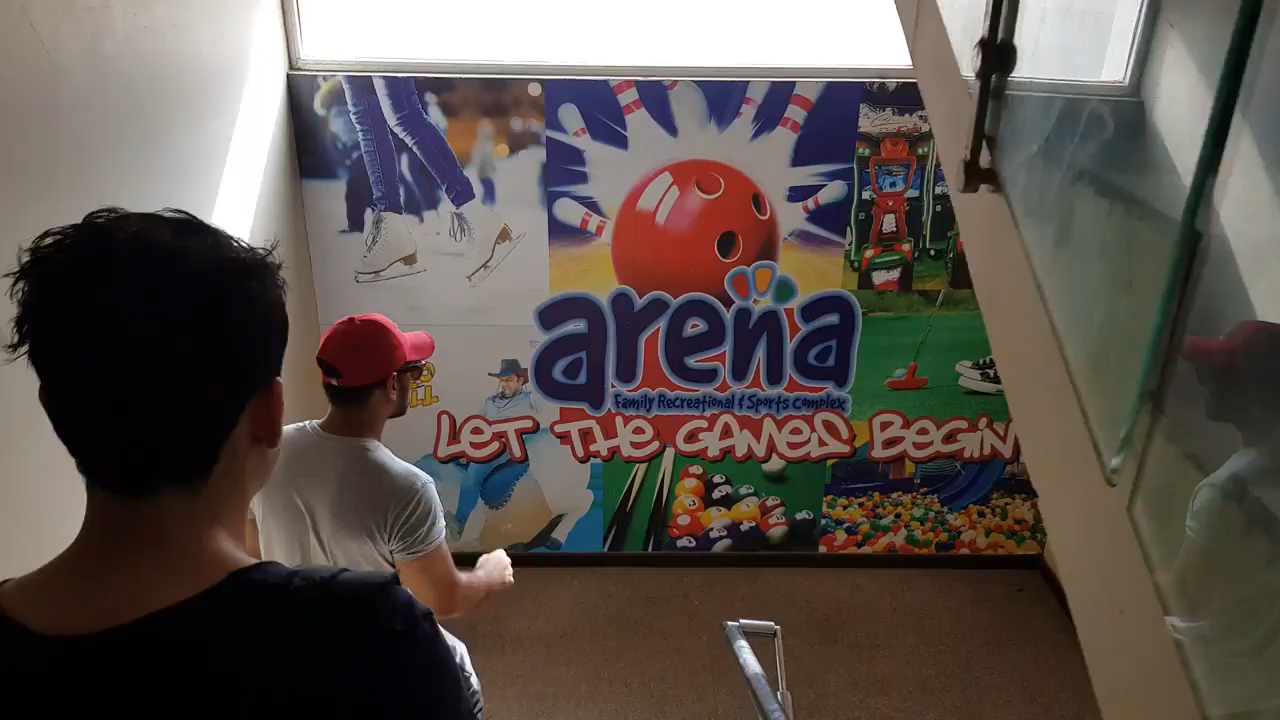 arena
Family Recreational & Sports Complex
LET THE GAMES BEGIN